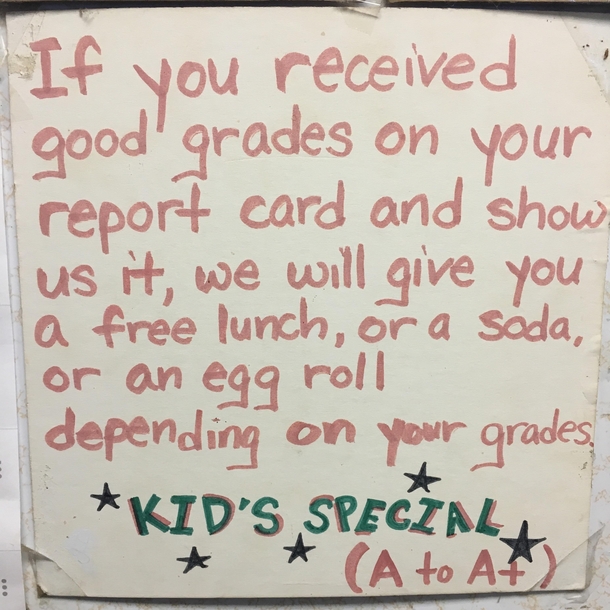 If you received
good grades on your
report card and show
us it, we will give you
a free lunch, or a soda,
or an egg roll
depending on your grades.
KID'S SPECIAL
(A to A+)